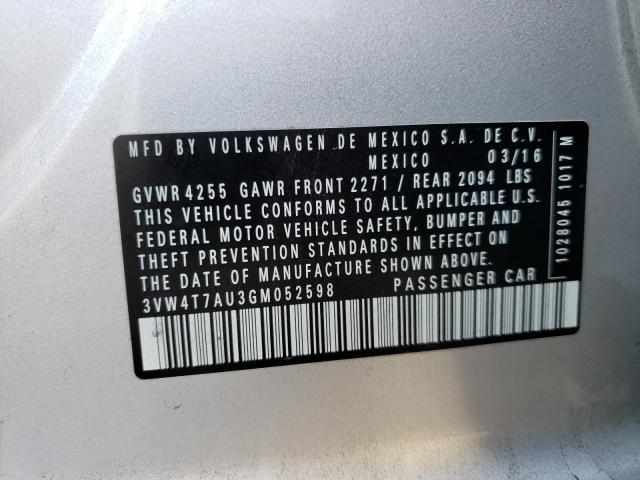 MFD BY VOLKSWAGEN DE MEXICO S.A. DE C.V.
MEXICO 03/16
GVWR 4255 GAWR FRONT 2271 / REAR 2094 LBS
THIS VEHICLE CONFORMS TO ALL APPLICABLE U.S.
FEDERAL MOTOR VEHICLE SAFETY, BUMPER AND
THEFT PREVENTION STANDARDS IN EFFECT ON
THE DATE OF MANUFACTURE SHOWN ABOVE.
3VW4T7AU3GM052598 PASSENGER CAR
1028045 1017 M